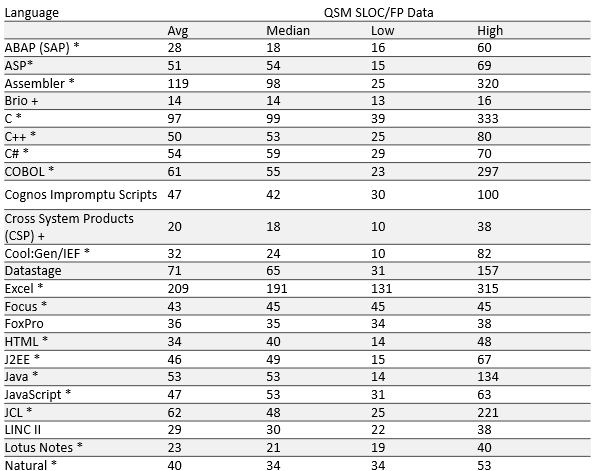 Language QSM SLOC/FP Data
Avg Median Low High
ABAP (SAP) * 28 18 16 60
ASP* 51 54 15 69
Assembler * 119 98 25 320
Brio + 14 14 13 16
C * 97 99 39 333
C++ * 50 53 25 80
C# * 54 59 29 70
COBOL * 61 55 23 297
Cognos Impromptu Scripts 47 42 30 100
Cross System Products
(CSP) + 20 18 10 38
Cool:Gen/IEF * 32 24 10 82
Datastage 71 65 31 157
Excel * 209 191 131 315
Focus * 43 45 45 45
FoxPro 36 35 34 38
HTML * 34 40 14 48
J2EE * 46 49 15 67
Java * 53 53 14 134
JavaScript * 47 53 31 63
JCL * 62 48 25 221
LINC II 29 30 22 38
Lotus Notes * 23 21 19 40
Natural * 40 34 34 53